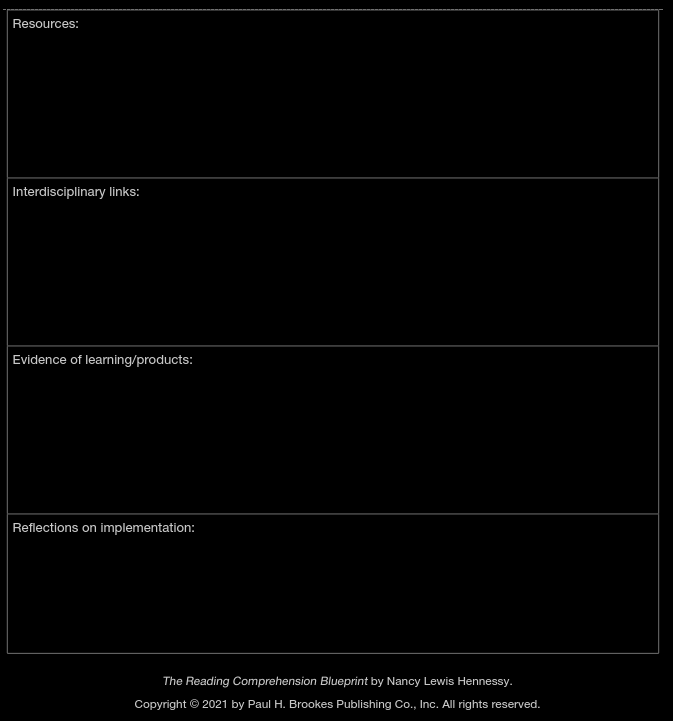 Resources:
Interdisciplinary links:
Evidence of learning/products:
Reflections on implementation:
The Reading Comprehension Blueprint by Nancy Lewis Hennessy.
Copyright © 2021 by Paul H. Brookes Publishing Co., Inc. All rights reserved.